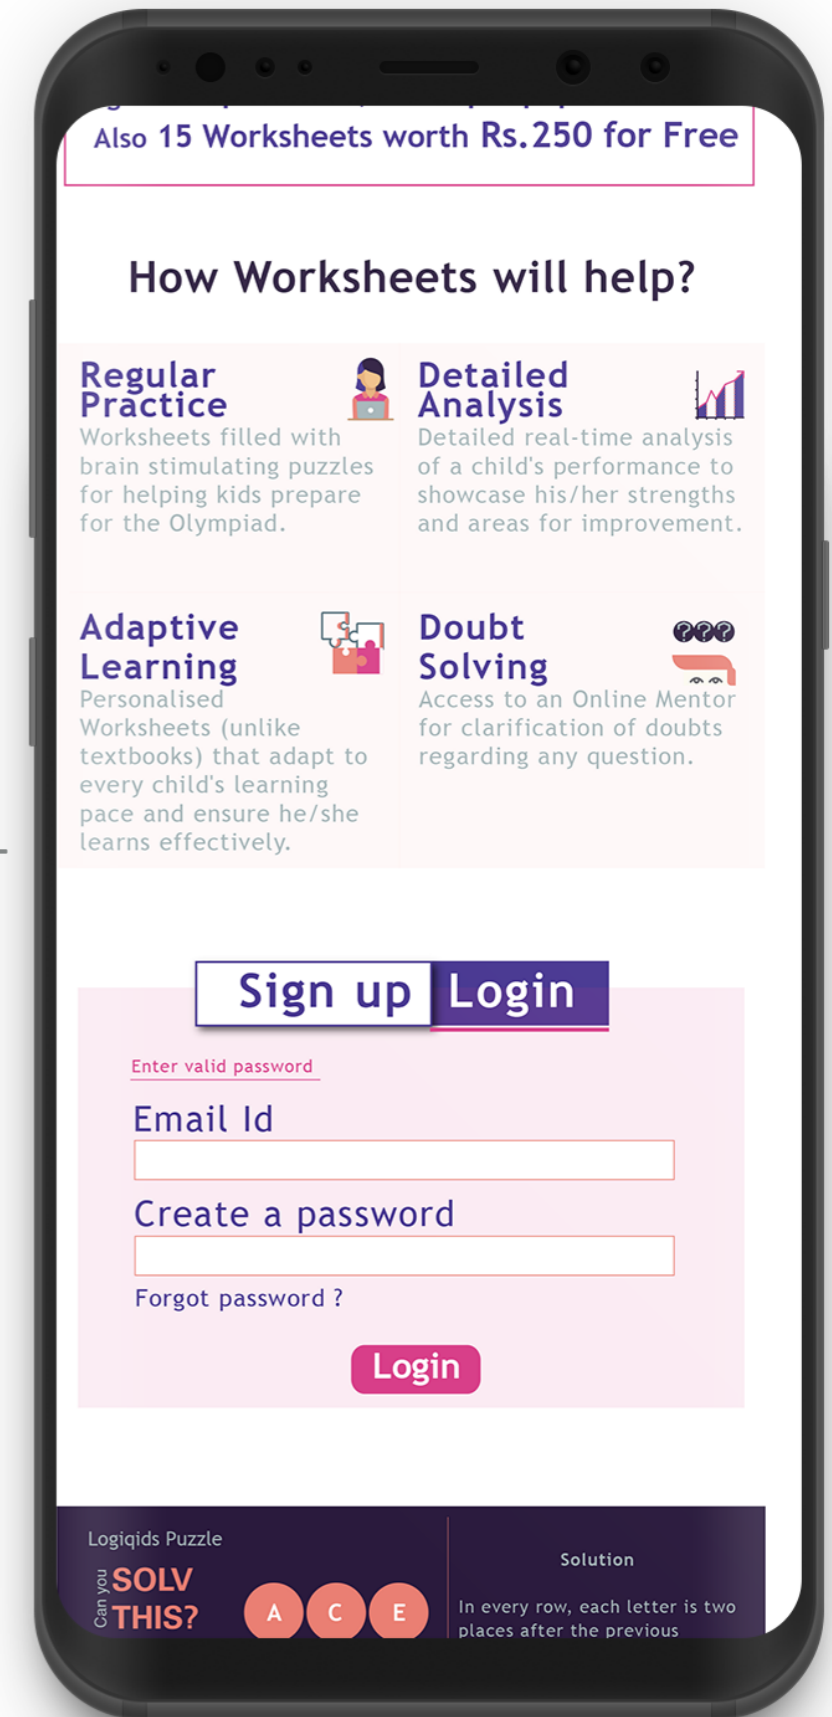 Also 15 Worksheets worth Rs.250 for Free
How Worksheets will help?
Regular
Practice
Worksheets filled with
brain stimulating puzzles
for helping kids prepare
for the Olympiad.
Detailed
Analysis
Detailed real-time analysis
of a child's performance to
showcase his/her strengths
and areas for improvement.
Adaptive
Learning
Personalised
Worksheets (unlike
textbooks) that adapt to
every child's learning
pace and ensure he/she
learns effectively.
Doubt
Solving
???
Access to an Online Mentor
for clarification of doubts
regarding any question.
Sign up
Login
Enter valid password
Email Id
Create a password
Forgot password ?
Login
Logiqids Puzzle
Can you
SOLV
THIS?
A C E
Solution
In every row, each letter is two
places after the previous